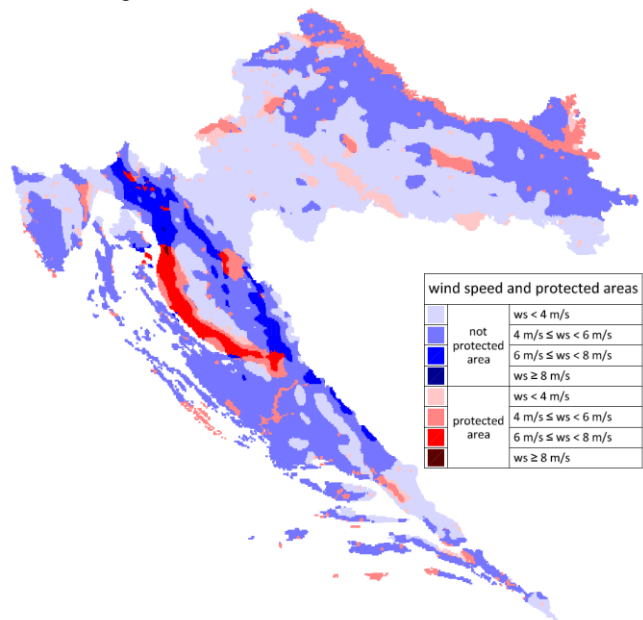 wind speed and protected areas
not
protected
area
ws < 4 m/s
4 m/s ≤ ws < 6 m/s
6 m/s ≤ ws < 8 m/s
ws ≥ 8 m/s
protected
area
ws < 4 m/s
4 m/s ≤ ws < 6 m/s
6 m/s ≤ ws < 8 m/s
ws ≥ 8 m/s